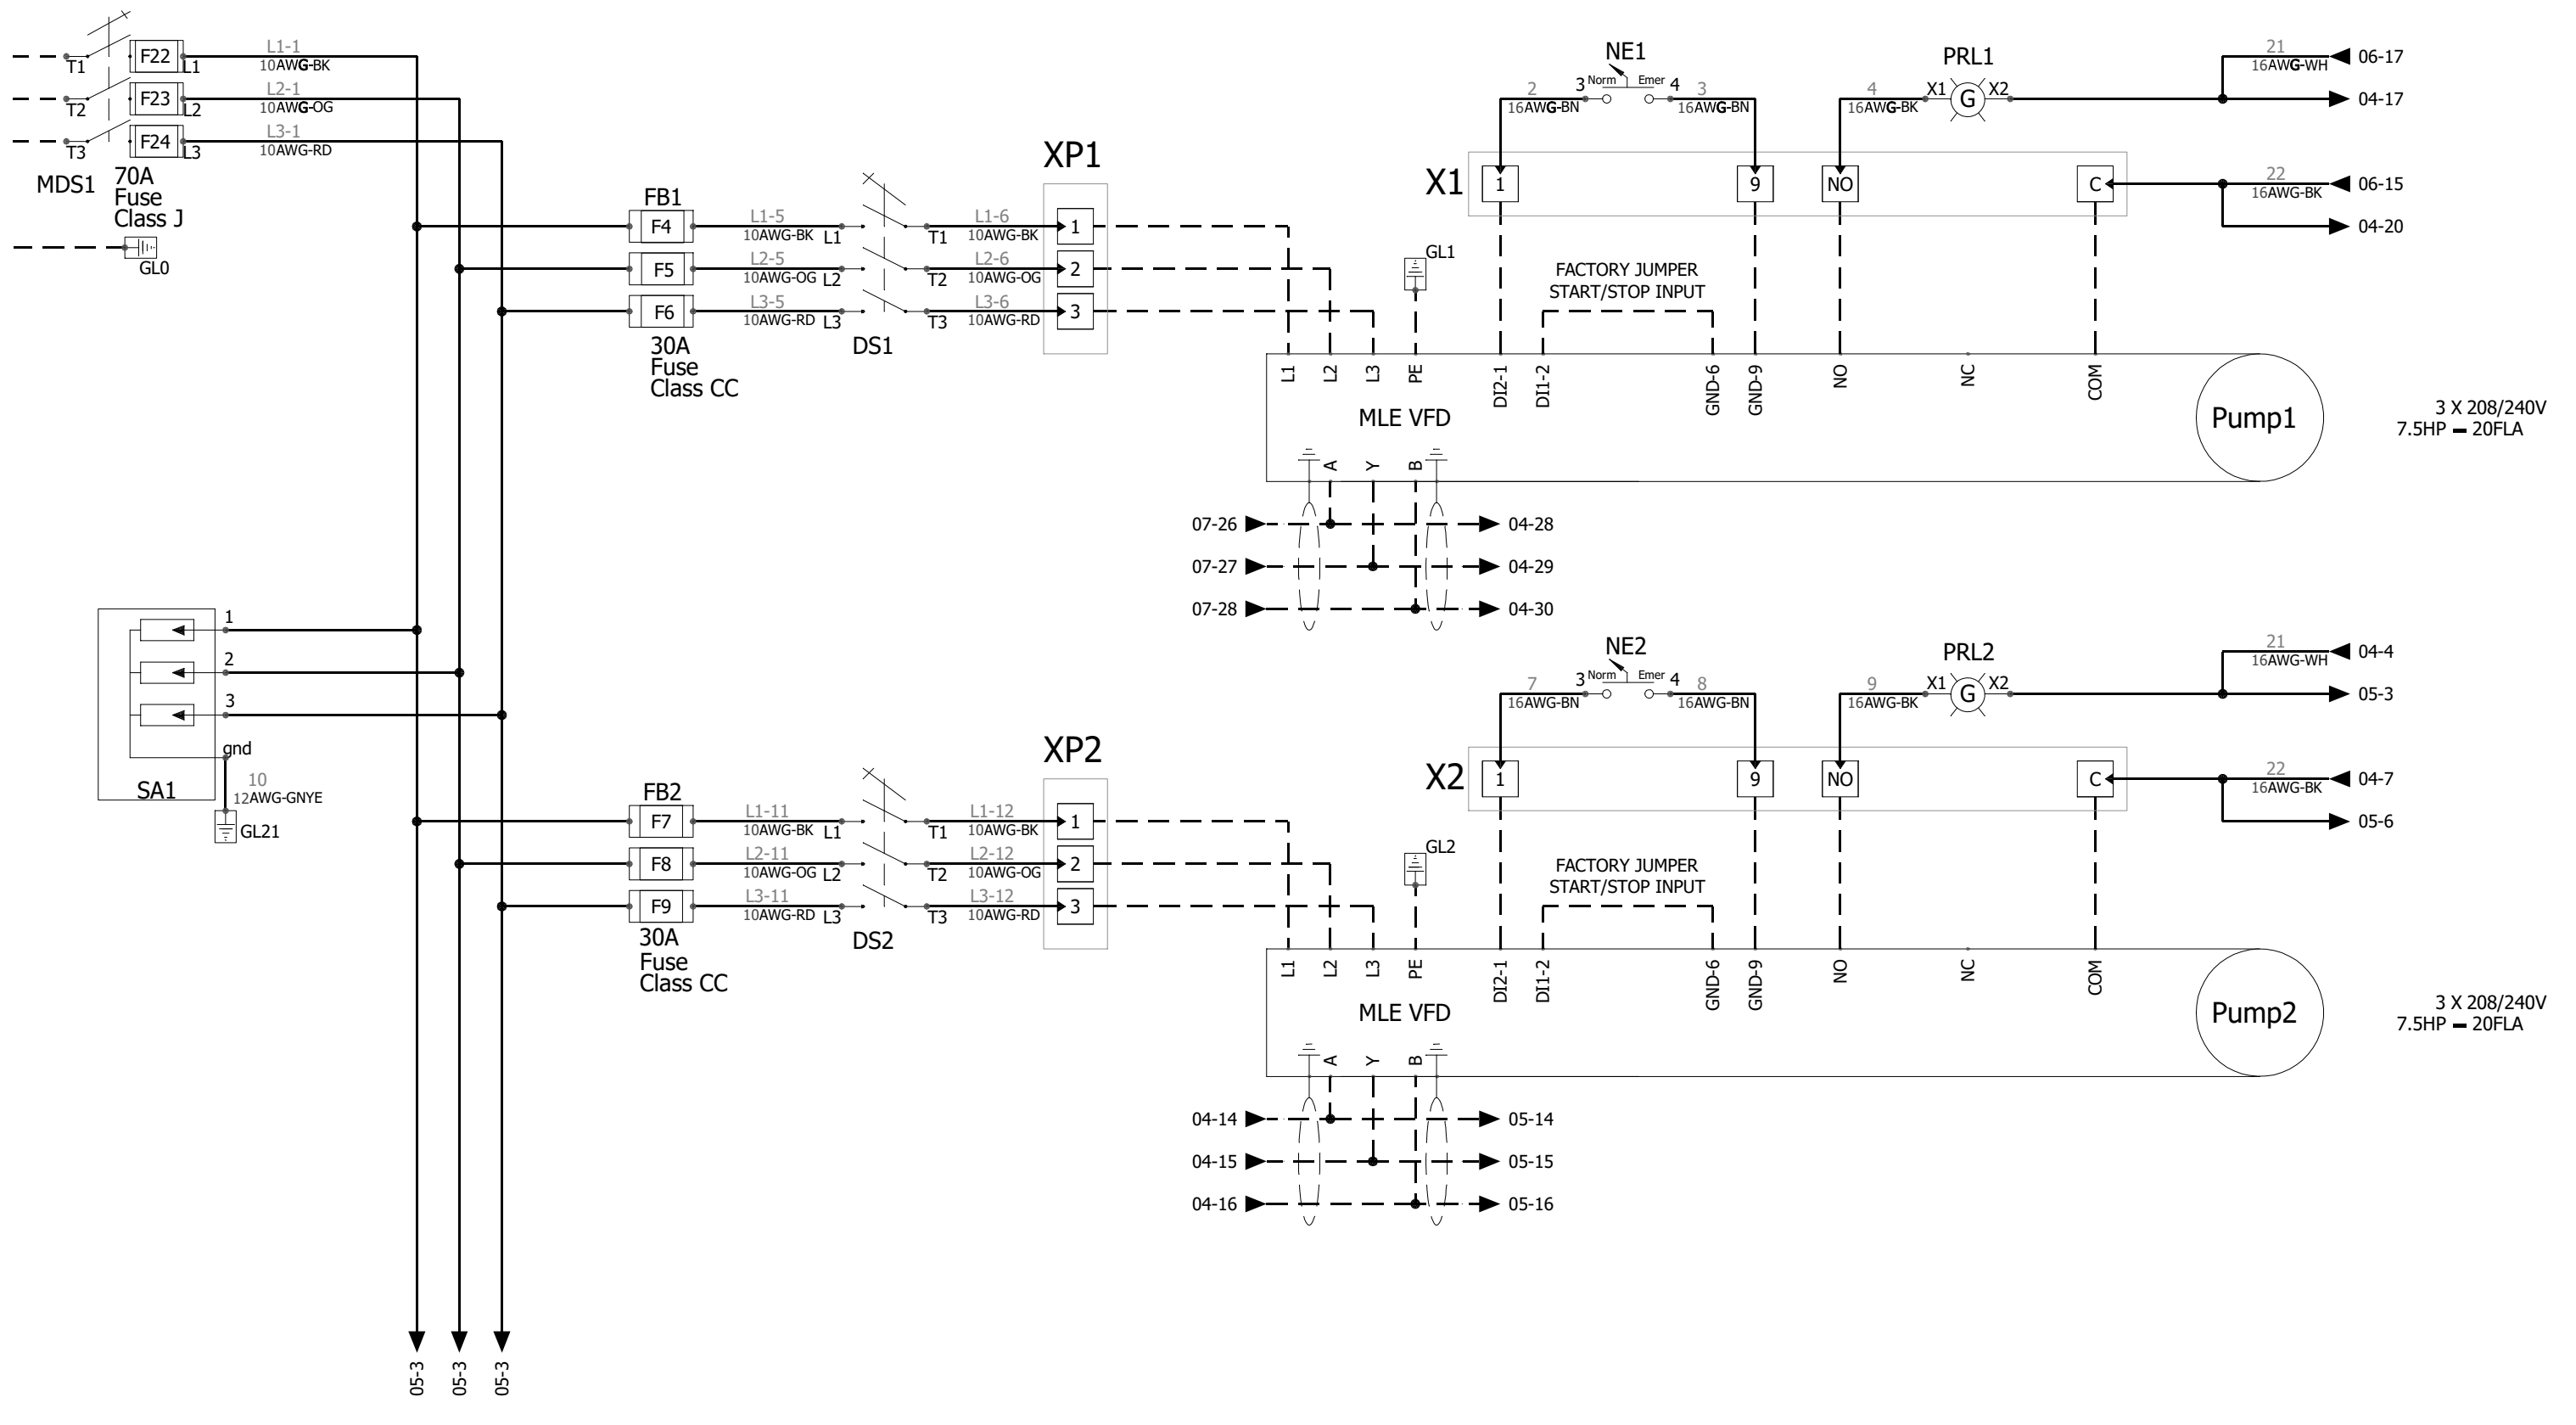 F22
T1
L1
L1-1
10AWG-BK
F23
T2
L2
L2-1
10AWG-OG
F24
T3
L3
L3-1
10AWG-RD
MDS1
70A
Fuse
Class J
GL0
FB1
F4
L1-5
10AWG-BK
L1
T1
L1-6
10AWG-BK
F5
L2-5
10AWG-OG
L2
T2
L2-6
10AWG-OG
F6
L3-5
10AWG-RD
L3
T3
L3-6
10AWG-RD
30A
Fuse
Class CC
DS1
XP1
1
2
3
NE1
Norm
Emer
3
4
2
16AWG-BN
3
16AWG-BN
PRL1
4
16AWG-BK
X1
G
X2
21
16AWG-WH
06-17
04-17
X1
1
9
NO
C
22
16AWG-BK
06-15
04-20
GL1
FACTORY JUMPER
START/STOP INPUT
L1
L2
L3
PE
DI2-1
DI1-2
GND-6
GND-9
NO
NC
COM
MLE VFD
Pump1
3 X 208/240V
7.5HP - 20FLA
A
Y
B
07-26
04-28
07-27
04-29
07-28
04-30
1
2
3
gnd
SA1
10
12AWG-GNYE
GL21
FB2
F7
L1-11
10AWG-BK
L1
T1
L1-12
10AWG-BK
F8
L2-11
10AWG-OG
L2
T2
L2-12
10AWG-OG
F9
L3-11
10AWG-RD
L3
T3
L3-12
10AWG-RD
30A
Fuse
Class CC
DS2
XP2
1
2
3
NE2
Norm
Emer
3
4
7
16AWG-BN
8
16AWG-BN
PRL2
9
16AWG-BK
X1
G
X2
21
16AWG-WH
04-4
05-3
X2
1
9
NO
C
22
16AWG-BK
04-7
05-6
GL2
FACTORY JUMPER
START/STOP INPUT
L1
L2
L3
PE
DI2-1
DI1-2
GND-6
GND-9
NO
NC
COM
MLE VFD
Pump2
3 X 208/240V
7.5HP - 20FLA
A
Y
B
04-14
05-14
04-15
05-15
04-16
05-16
05-3
05-3
05-3